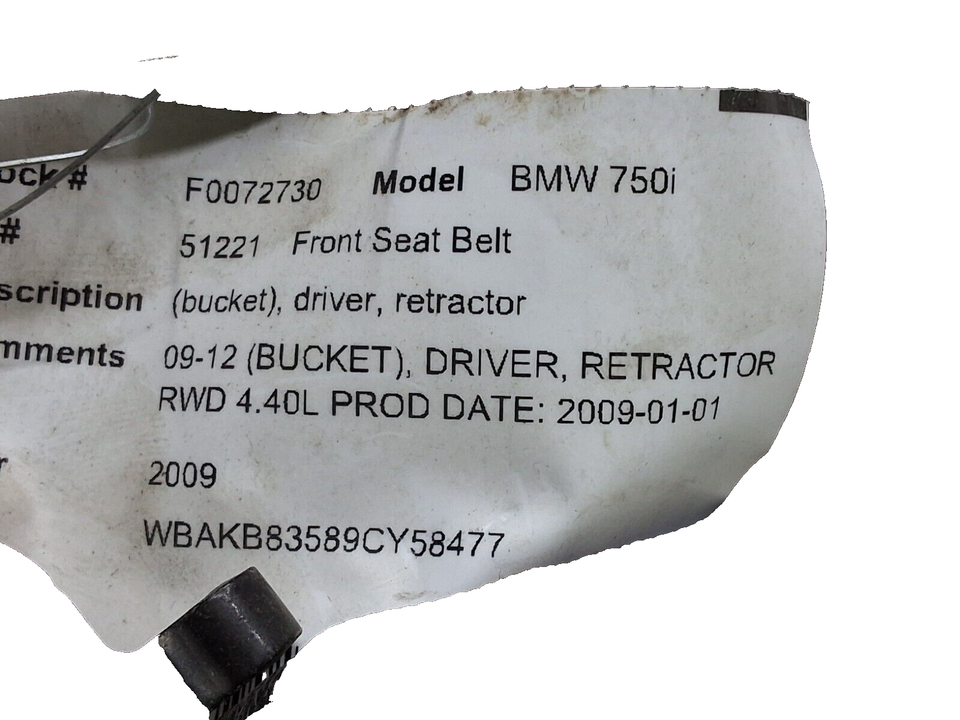 ock # F0072730 Model BMW 750i
# 51221 Front Seat Belt
scription (bucket), driver, retractor
mments 09-12 (BUCKET), DRIVER, RETRACTOR
RWD 4.40L PROD DATE: 2009-01-01
r 2009
WBAKB83589CY58477